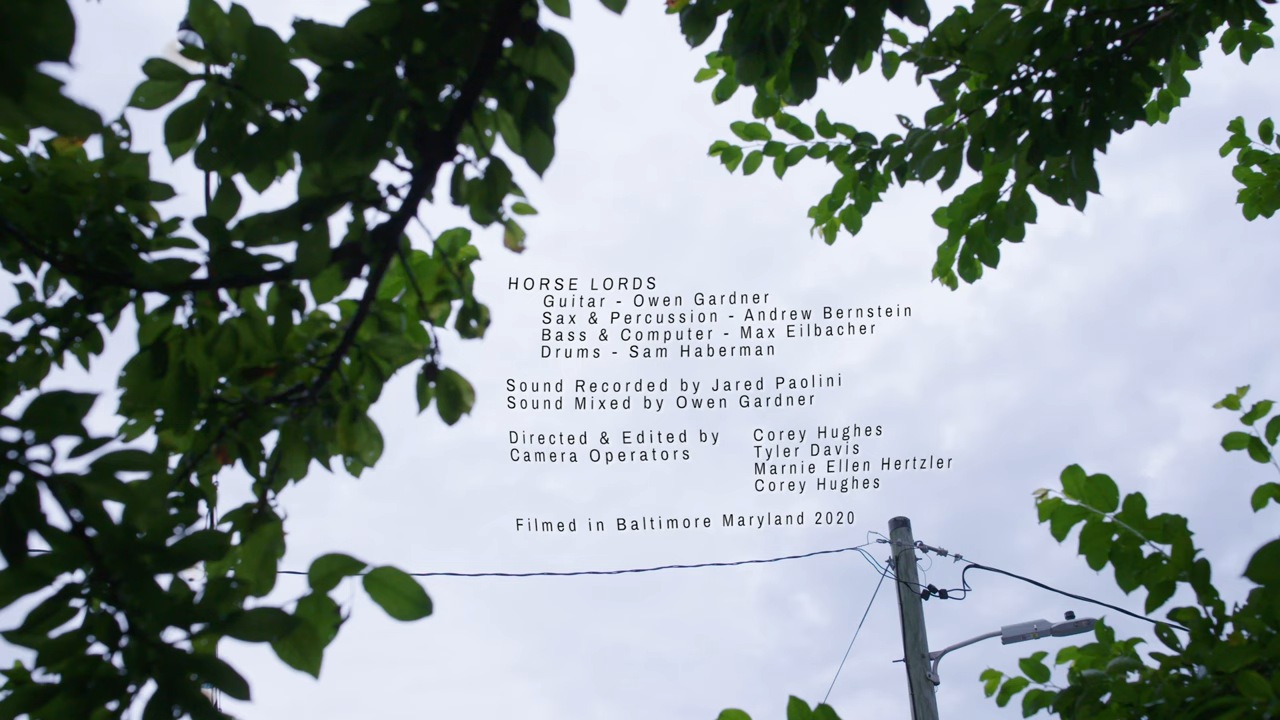 HORSE LORDS
Guitar - Owen Gardner
Sax & Percussion - Andrew Bernstein
Bass & Computer - Max Eilbacher
Drums - Sam Haberman
Sound Recorded by Jared Paolini
Sound Mixed by Owen Gardner
Directed & Edited by Corey Hughes
Camera Operators Tyler Davis
Marnie Ellen Hertzler
Corey Hughes
Filmed in Baltimore Maryland 2020